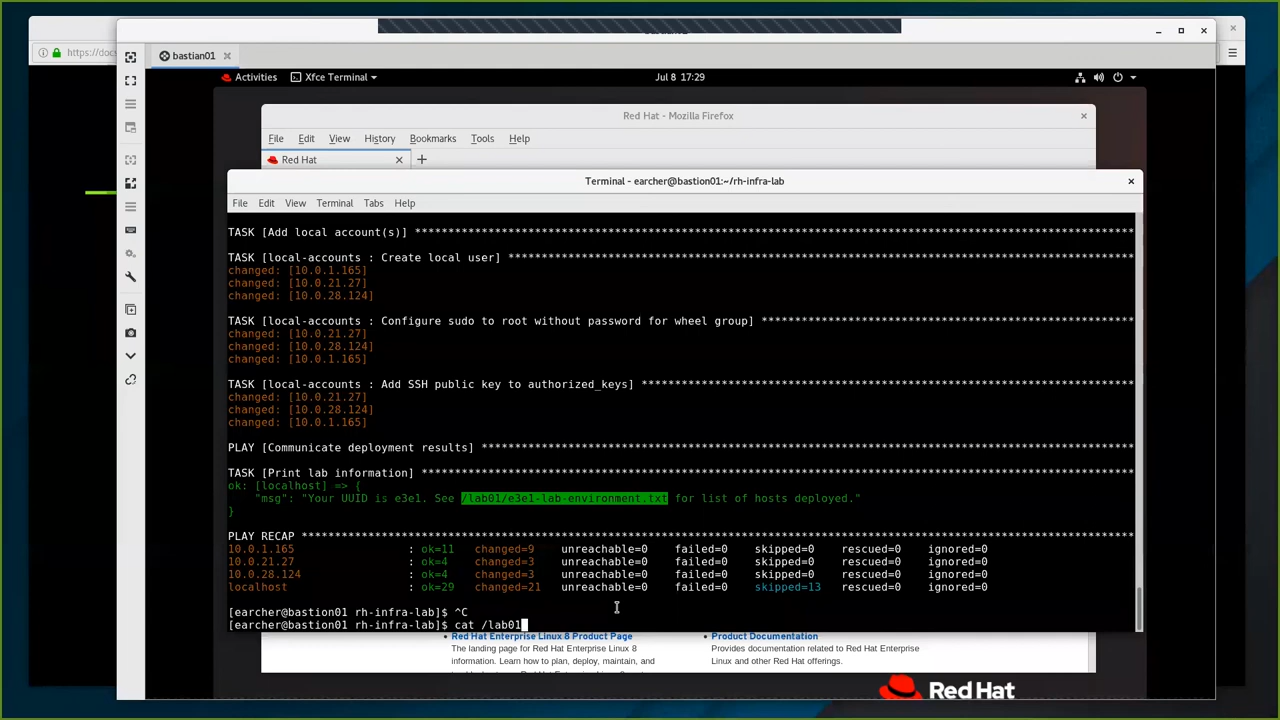 https://docs
bastian01
Activities
Xfce Terminal
Jul 8 17:29
Red Hat - Mozilla Firefox
File Edit View History Bookmarks Tools Help
Red Hat
Terminal - earcher@bastion01:~/rh-infra-lab
File Edit View Terminal Tabs Help
TASK [Add local account(s)] ***********************************************************************************************************
TASK [local-accounts : Create local user] *********************************************************************************************
changed: [10.0.1.165]
changed: [10.0.21.27]
changed: [10.0.28.124]
TASK [local-accounts : Configure sudo to root without password for wheel group] *******************************************************
changed: [10.0.21.27]
changed: [10.0.28.124]
changed: [10.0.1.165]
TASK [local-accounts : Add SSH public key to authorized_keys] *************************************************************************
changed: [10.0.21.27]
changed: [10.0.28.124]
changed: [10.0.1.165]
PLAY [Communicate deployment results] *************************************************************************************************
TASK [Print lab information] **********************************************************************************************************
ok: [localhost] => {
"msg": "Your UUID is e3e1. See /lab01/e3e1-lab-environment.txt for list of hosts deployed."
}
PLAY RECAP ****************************************************************************************************************************
10.0.1.165 : ok=11 changed=9 unreachable=0 failed=0 skipped=0 rescued=0 ignored=0
10.0.21.27 : ok=4 changed=3 unreachable=0 failed=0 skipped=0 rescued=0 ignored=0
10.0.28.124 : ok=4 changed=3 unreachable=0 failed=0 skipped=0 rescued=0 ignored=0
localhost : ok=29 changed=21 unreachable=0 failed=0 skipped=13 rescued=0 ignored=0
[earcher@bastion01 rh-infra-lab]$ ^C
[earcher@bastion01 rh-infra-lab]$ cat /lab01
Red Hat Enterprise Linux 8 Product Page
The landing page for Red Hat Enterprise Linux 8
information. Learn how to plan, deploy, maintain, and
Product Documentation
Provides documentation related to Red Hat Enterprise
Linux and other Red Hat offerings.
Red Hat